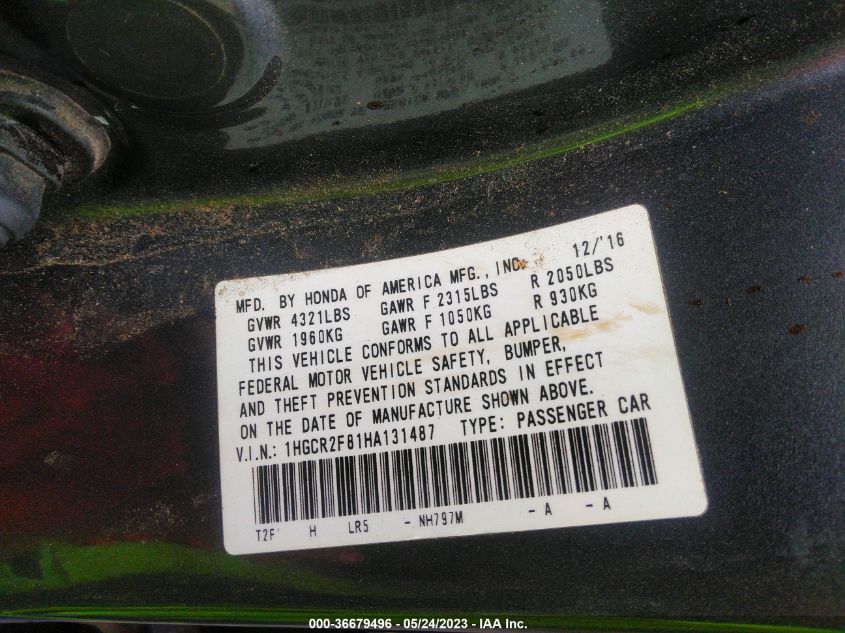 MFD. BY HONDA OF AMERICA MFG., INC. 12/'16
GVWR 4321LBS GAWR F 2315LBS R 2050LBS
GVWR 1960KG GAWR F 1050KG R 930KG
THIS VEHICLE CONFORMS TO ALL APPLICABLE
FEDERAL MOTOR VEHICLE SAFETY, BUMPER,
AND THEFT PREVENTION STANDARDS IN EFFECT
ON THE DATE OF MANUFACTURE SHOWN ABOVE.
V.I.N.: 1HGCR2F81HA131487 TYPE: PASSENGER CAR
T2F H LR5 - NH797M - A - A
000-36679496 - 05/24/2023 - IAA Inc.